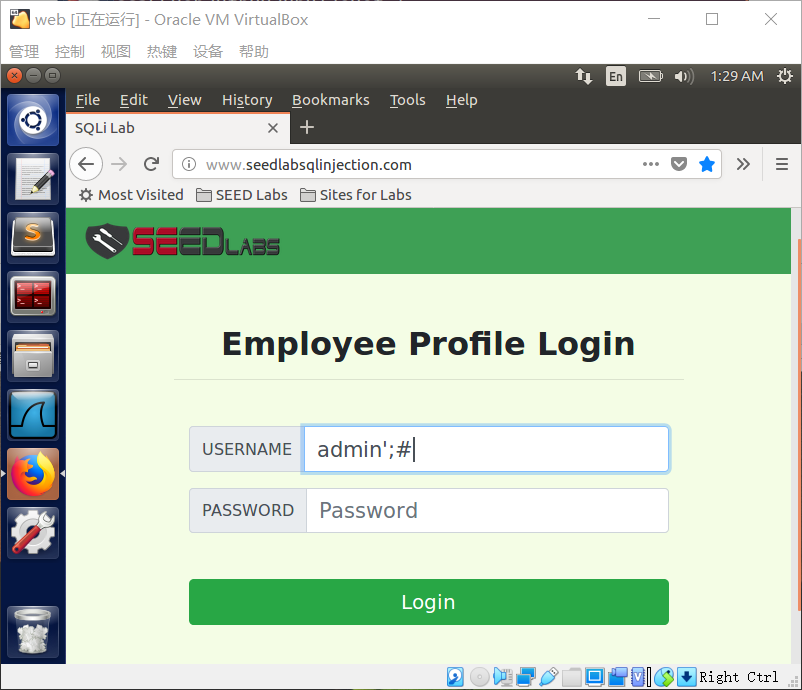 web [正在运行] - Oracle VM VirtualBox
管理 控制 视图 热键 设备 帮助
En 1:29 AM
File Edit View History Bookmarks Tools Help
SQLi Lab
www.seedlabsqlinjection.com
Most Visited SEED Labs Sites for Labs
SEEDLABS
Employee Profile Login
USERNAME admin';#
PASSWORD Password
Login
Right Ctrl